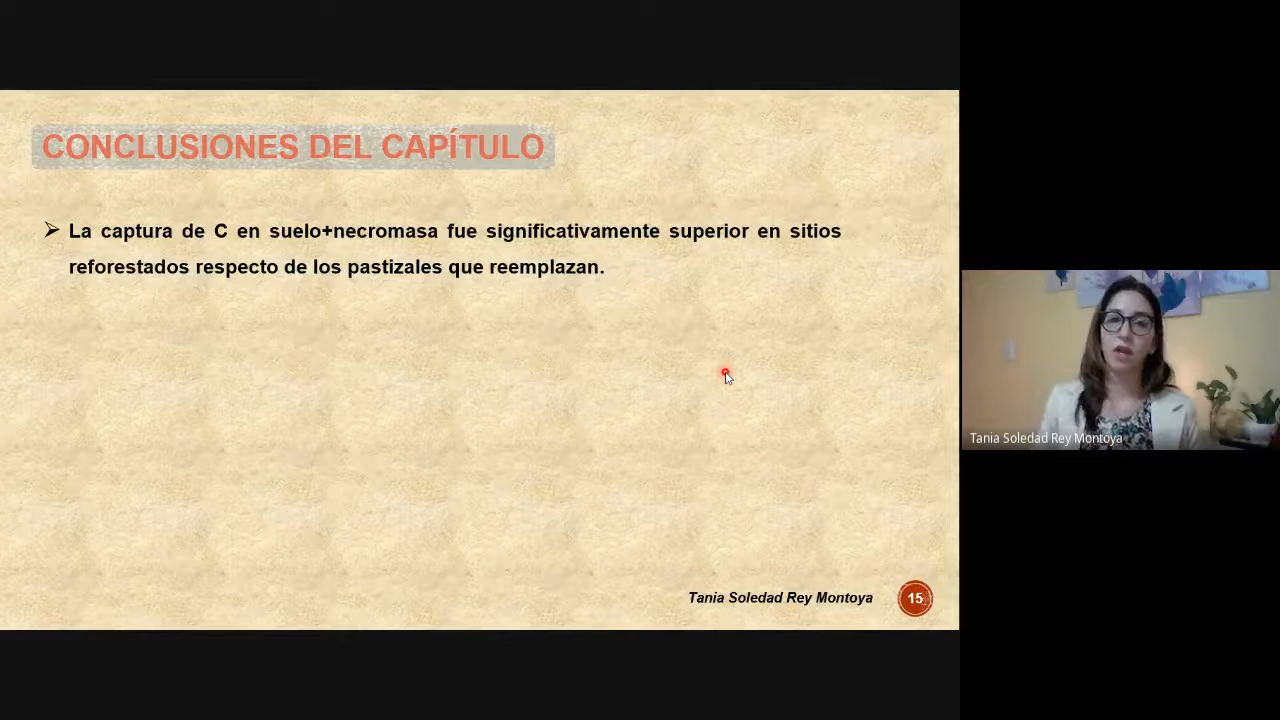 CONCLUSIONES DEL CAPÍTULO
➢ La captura de C en suelo+necromasa fue significativamente superior en sitios
reforestados respecto de los pastizales que reemplazan.
Tania Soledad Rey Montoya
15
Tania Soledad Rey Montoya